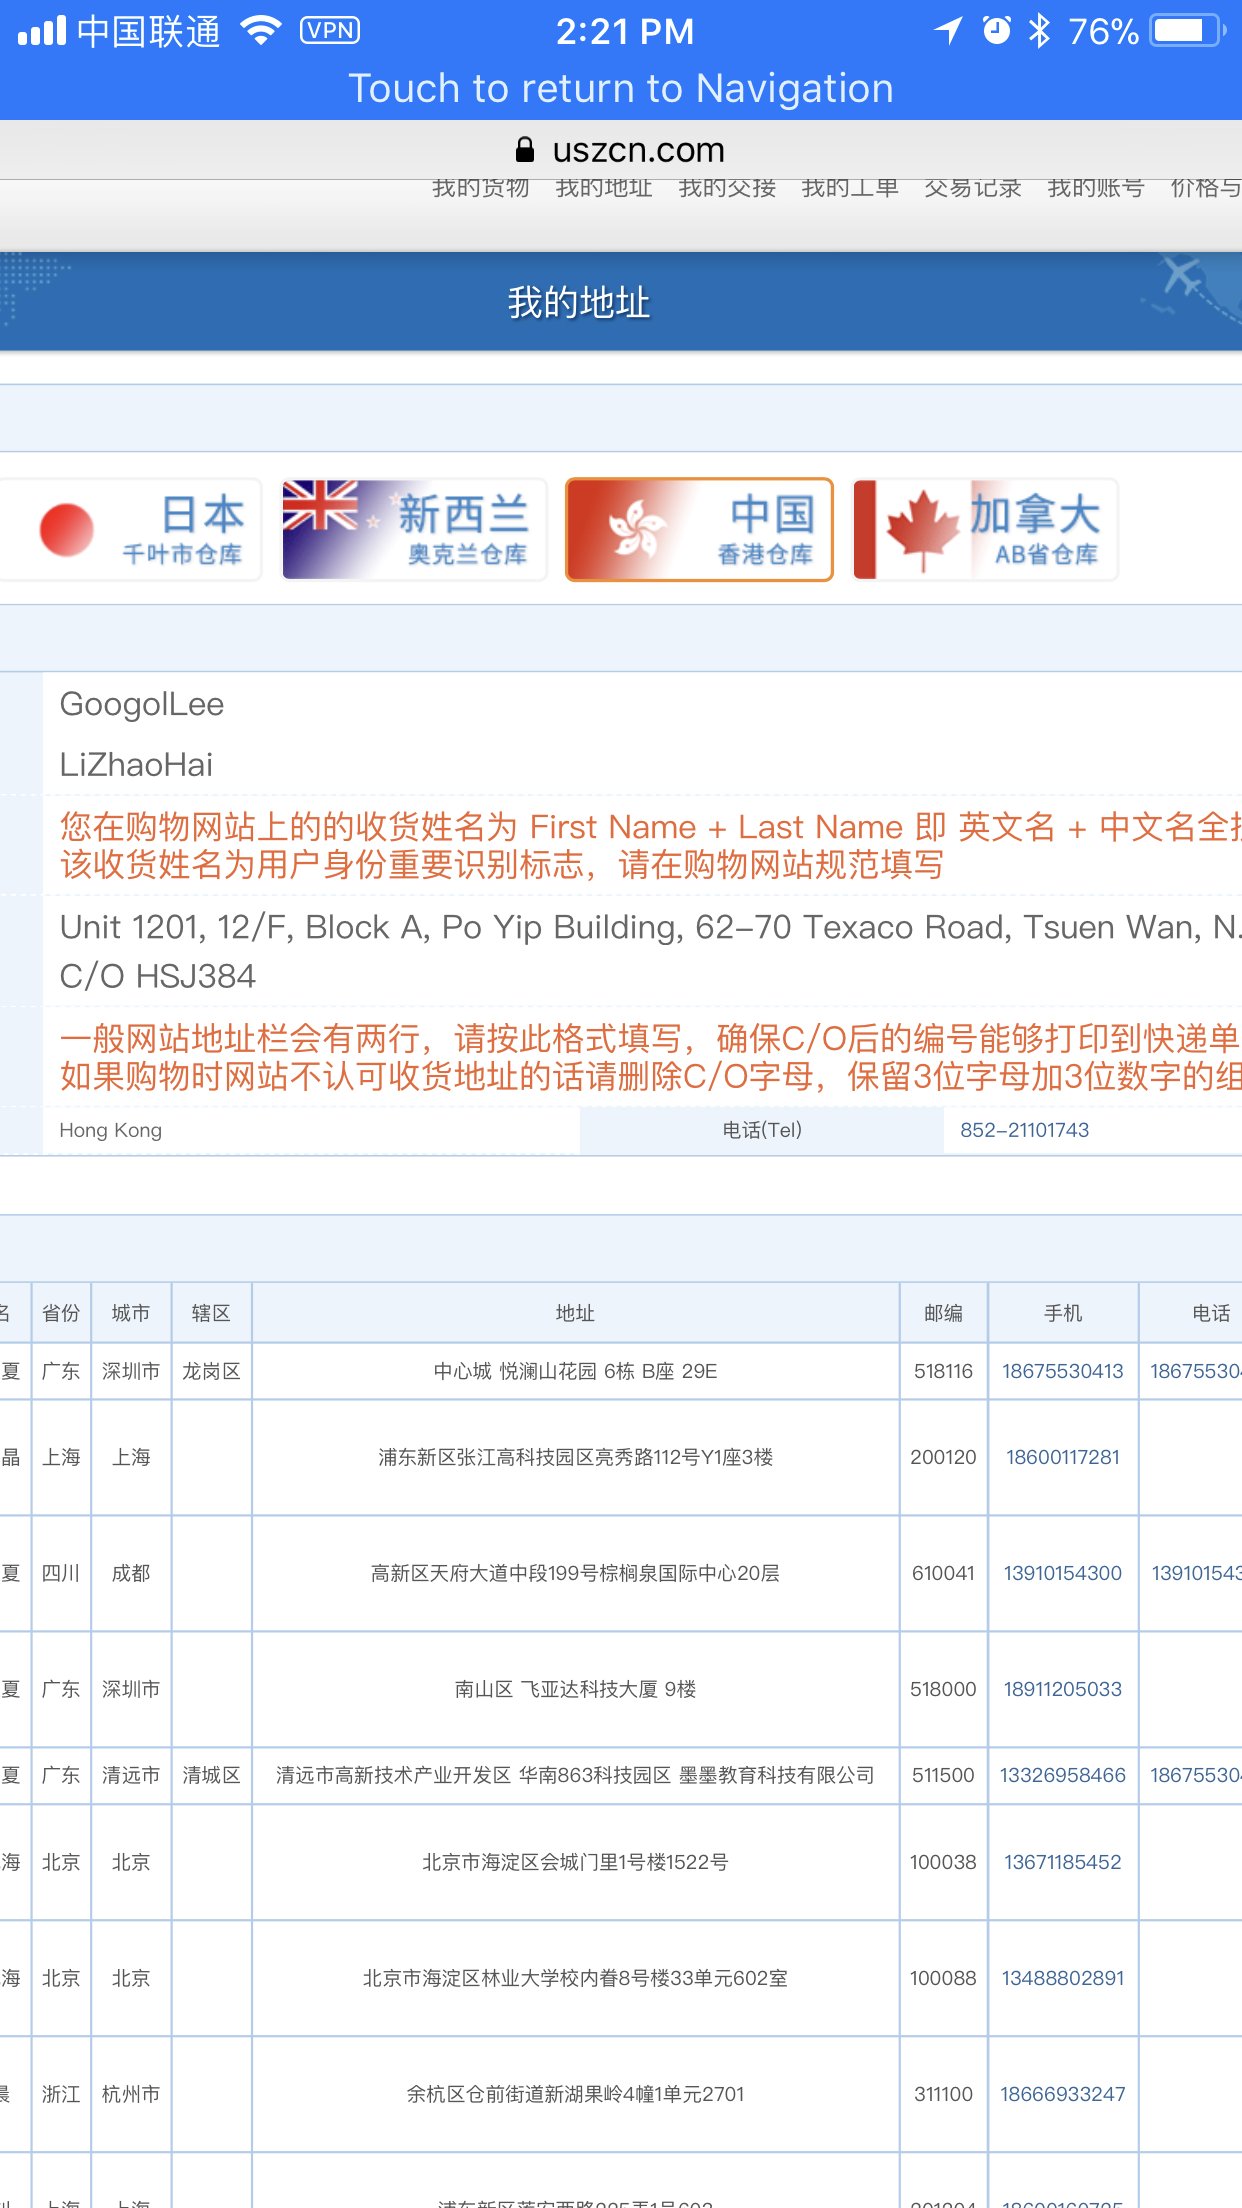 中国联通 VPN 2:21 PM 76%
Touch to return to Navigation
uszcn.com
我的货物 我的地址 我的交接 我的工单 交易记录 我的账号 价格与
我的地址
日本 新西兰 中国 加拿大
千叶市仓库 奥克兰仓库 香港仓库 AB省仓库
GoogolLee
LiZhaoHai
您在购物网站上的的收货姓名为 First Name + Last Name 即 英文名 + 中文名全
该收货姓名为用户身份重要识别标志，请在购物网站规范填写
Unit 1201, 12/F, Block A, Po Yip Building, 62-70 Texaco Road, Tsuen Wan, N.
C/O HSJ384
一般网站地址栏会有两行，请按此格式填写，确保C/O后的编号能够打印到快递单
如果购物时网站不认可收货地址的话请删除C/O字母，保留3位字母加3位数字的组
Hong Kong 电话(Tel) 852-21101743
名 省份 城市 辖区 地址 邮编 手机 电话
夏 广东 深圳市 龙岗区 中心城 悦澜山花园 6栋 B座 29E 518116 18675530413 18675530
晶 上海 上海 浦东新区张江高科技园区亮秀路112号Y1座3楼 200120 18600117281
夏 四川 成都 高新区天府大道中段199号棕榈泉国际中心20层 610041 13910154300 139101543
夏 广东 深圳市 南山区 飞亚达科技大厦 9楼 518000 18911205033
夏 广东 清远市 清城区 清远市高新技术产业开发区 华南863科技园区 墨墨教育科技有限公司 511500 13326958466 18675530
海 北京 北京 北京市海淀区会城门里1号楼1522号 100038 13671185452
海 北京 北京 北京市海淀区林业大学校内眷8号楼33单元602室 100088 13488802891
晨 浙江 杭州市 余杭区仓前街道新湖果岭4幢1单元2701 311100 18666933247
上海 上海